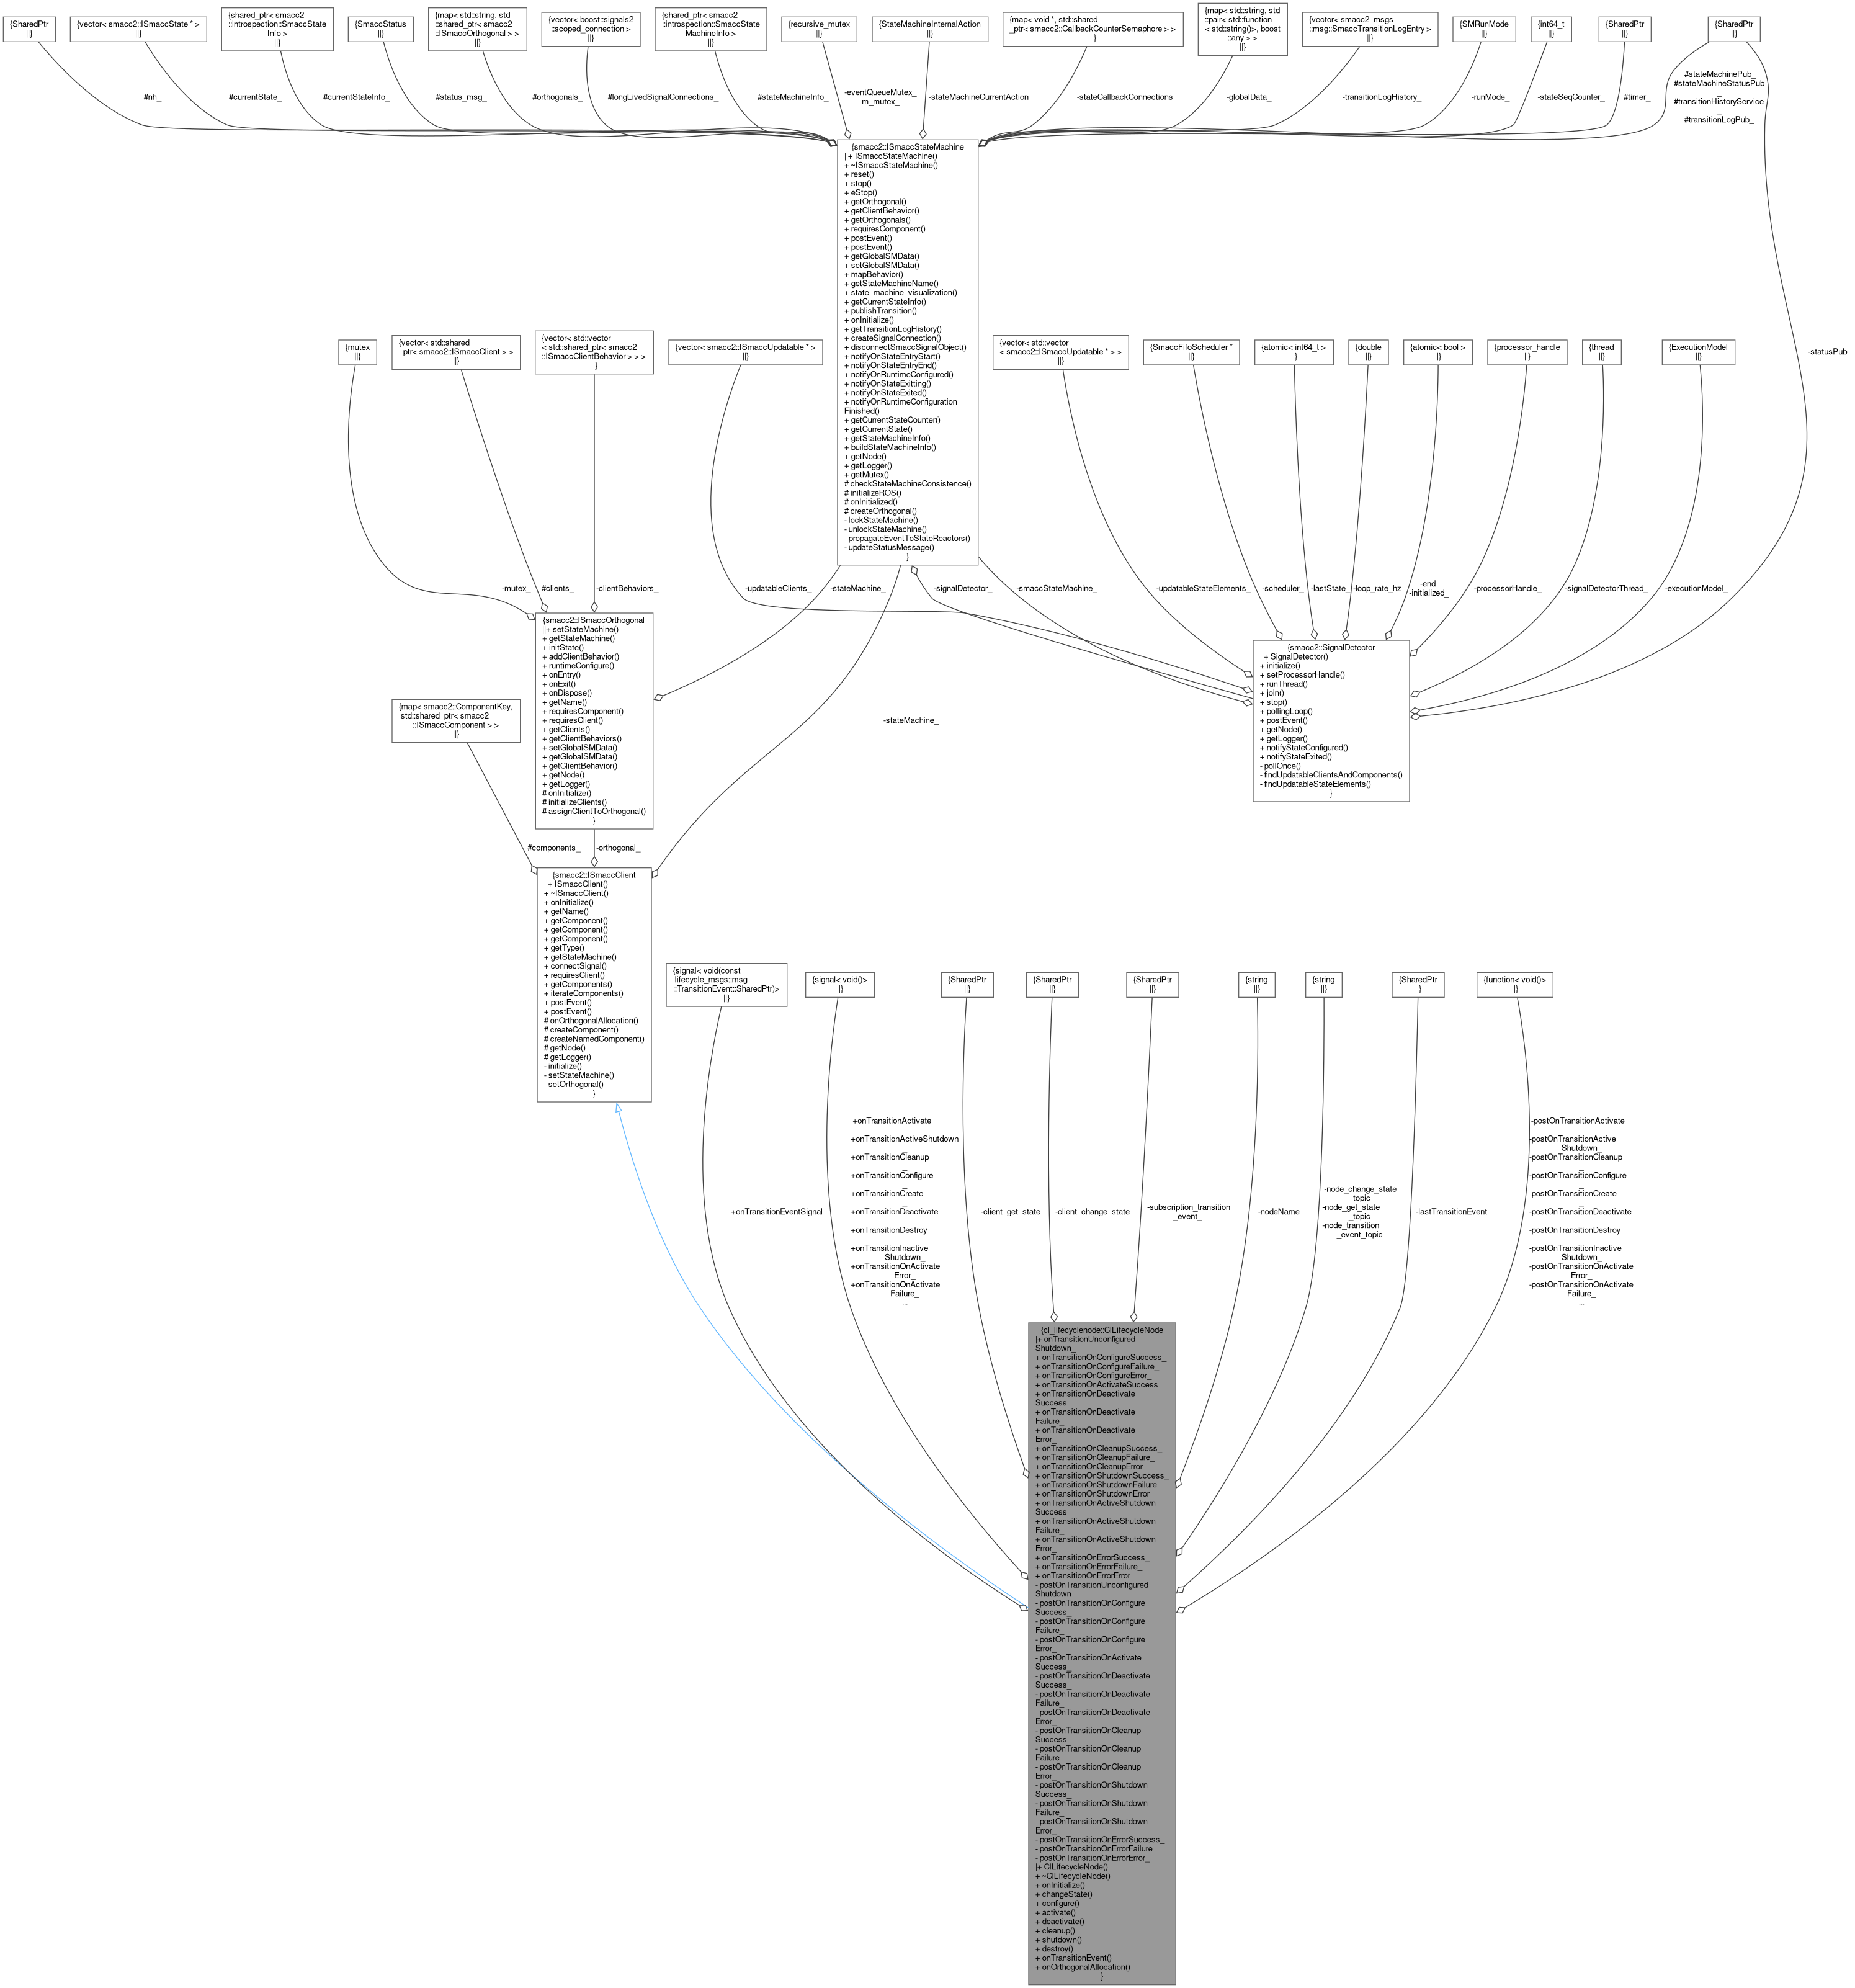 {SharedPtr
||}
{vector< smacc2::ISmaccState * >
||}
{shared_ptr< smacc2
::introspection::SmaccState
Info >
||}
{SmaccStatus
||}
{map< std::string, std
::shared_ptr< smacc2
::ISmaccOrthogonal > >
||}
{vector< boost::signals2
::scoped_connection >
||}
{shared_ptr< smacc2
::introspection::SmaccState
MachineInfo >
||}
{recursive_mutex
||}
{StateMachineInternalAction
||}
{map< void *, std::shared
_ptr< smacc2::CallbackCounterSemaphore > >
||}
{map< std::string, std
::pair< std::function
< std::string()>, boost
::any > >
||}
{vector< smacc2_msgs
::msg::SmaccTransitionLogEntry >
||}
{SMRunMode
||}
{int64_t
||}
{SharedPtr
||}
{SharedPtr
||}
#nh_
#currentState_
#currentStateInfo_
#status_msg_
#orthogonals_
#longLivedSignalConnections_
#stateMachineInfo_
-eventQueueMutex_
-m_mutex_
-stateMachineCurrentAction
-stateCallbackConnections
-globalData_
-transitionLogHistory_
-runMode_
-stateSeqCounter_
#timer_
#stateMachinePub_
#stateMachineStatusPub
_
#transitionHistoryService
_
#transitionLogPub_
{smacc2::ISmaccStateMachine
||+ ISmaccStateMachine()
+ ~ISmaccStateMachine()
+ reset()
+ stop()
+ eStop()
+ getOrthogonal()
+ getClientBehavior()
+ getOrthogonals()
+ requiresComponent()
+ postEvent()
+ postEvent()
+ getGlobalSMData()
+ setGlobalSMData()
+ mapBehavior()
+ getStateMachineName()
+ state_machine_visualization()
+ getCurrentStateInfo()
+ publishTransition()
+ onInitialize()
+ getTransitionLogHistory()
+ createSignalConnection()
+ disconnectSmaccSignalObject()
+ notifyOnStateEntryStart()
+ notifyOnStateEntryEnd()
+ notifyOnRuntimeConfigured()
+ notifyOnStateExitting()
+ notifyOnStateExited()
+ notifyOnRuntimeConfiguration
Finished()
+ getCurrentStateCounter()
+ getCurrentState()
+ getStateMachineInfo()
+ buildStateMachineInfo()
+ getNode()
+ getLogger()
+ getMutex()
# checkStateMachineConsistence()
# initializeROS()
# onInitialized()
# createOrthogonal()
- lockStateMachine()
- unlockStateMachine()
- propagateEventToStateReactors()
- updateStatusMessage()
}
{mutex
||}
{vector< std::shared
_ptr< smacc2::ISmaccClient > >
||}
{vector< std::vector
< std::shared_ptr< smacc2
::ISmaccClientBehavior > > >
||}
{vector< smacc2::ISmaccUpdatable * >
||}
{vector< std::vector
< smacc2::ISmaccUpdatable * > >
||}
{SmaccFifoScheduler *
||}
{atomic< int64_t >
||}
{double
||}
{atomic< bool >
||}
{processor_handle
||}
{thread
||}
{ExecutionModel
||}
-statusPub_
-mutex_
#clients_
-clientBehaviors_
-updatableClients_
-stateMachine_
-signalDetector_
-smaccStateMachine_
-updatableStateElements_
-scheduler_
-lastState_
-loop_rate_hz
-end_
-initialized_
-processorHandle_
-signalDetectorThread_
-executionModel_
{smacc2::ISmaccOrthogonal
||+ setStateMachine()
+ getStateMachine()
+ initState()
+ addClientBehavior()
+ runtimeConfigure()
+ onEntry()
+ onExit()
+ onDispose()
+ getName()
+ requiresComponent()
+ requiresClient()
+ getClients()
+ getClientBehaviors()
+ setGlobalSMData()
+ getGlobalSMData()
+ getClientBehavior()
+ getNode()
+ getLogger()
# onInitialize()
# initializeClients()
# assignClientToOrthogonal()
}
{smacc2::SignalDetector
||+ SignalDetector()
+ initialize()
+ setProcessorHandle()
+ runThread()
+ join()
+ stop()
+ pollingLoop()
+ postEvent()
+ getNode()
+ getLogger()
+ notifyStateConfigured()
+ notifyStateExited()
- pollOnce()
- findUpdatableClientsAndComponents()
- findUpdatableStateElements()
}
{map< smacc2::ComponentKey,
std::shared_ptr< smacc2
::ISmaccComponent > >
||}
-stateMachine_
#components_
-orthogonal_
{smacc2::ISmaccClient
||+ ISmaccClient()
+ ~ISmaccClient()
+ onInitialize()
+ getName()
+ getComponent()
+ getComponent()
+ getComponent()
+ getType()
+ getStateMachine()
+ connectSignal()
+ requiresClient()
+ getComponents()
+ iterateComponents()
+ postEvent()
+ postEvent()
# onOrthogonalAllocation()
# createComponent()
# createNamedComponent()
# getNode()
# getLogger()
- initialize()
- setStateMachine()
- setOrthogonal()
}
{signal< void(const
lifecycle_msgs::msg
::TransitionEvent::SharedPtr)>
||}
{signal< void()>
||}
{SharedPtr
||}
{SharedPtr
||}
{SharedPtr
||}
{string
||}
{string
||}
{SharedPtr
||}
{function< void()>
||}
+onTransitionEventSignal
+onTransitionActivate
_
+onTransitionActiveShutdown
_
+onTransitionCleanup
_
+onTransitionConfigure
_
+onTransitionCreate
_
+onTransitionDeactivate
_
+onTransitionDestroy
_
+onTransitionInactive
Shutdown_
+onTransitionOnActivate
Error_
+onTransitionOnActivate
Failure_
...
-client_get_state_
-client_change_state_
-subscription_transition
_event_
-nodeName_
-node_change_state
_topic
-node_get_state
_topic
-node_transition
_event_topic
-lastTransitionEvent_
-postOnTransitionActivate
_
-postOnTransitionActive
Shutdown_
-postOnTransitionCleanup
_
-postOnTransitionConfigure
_
-postOnTransitionCreate
_
-postOnTransitionDeactivate
_
-postOnTransitionDestroy
_
-postOnTransitionInactive
Shutdown_
-postOnTransitionOnActivate
Error_
-postOnTransitionOnActivate
Failure_
...
{cl_lifecyclenode::ClLifecycleNode
|+ onTransitionUnconfigured
Shutdown_
+ onTransitionOnConfigureSuccess_
+ onTransitionOnConfigureFailure_
+ onTransitionOnConfigureError_
+ onTransitionOnActivateSuccess_
+ onTransitionOnDeactivate
Success_
+ onTransitionOnDeactivate
Failure_
+ onTransitionOnDeactivate
Error_
+ onTransitionOnCleanupSuccess_
+ onTransitionOnCleanupFailure_
+ onTransitionOnCleanupError_
+ onTransitionOnShutdownSuccess_
+ onTransitionOnShutdownFailure_
+ onTransitionOnShutdownError_
+ onTransitionOnActiveShutdown
Success_
+ onTransitionOnActiveShutdown
Failure_
+ onTransitionOnActiveShutdown
Error_
+ onTransitionOnErrorSuccess_
+ onTransitionOnErrorFailure_
+ onTransitionOnErrorError_
- postOnTransitionUnconfigured
Shutdown_
- postOnTransitionOnConfigure
Success_
- postOnTransitionOnConfigure
Failure_
- postOnTransitionOnConfigure
Error_
- postOnTransitionOnActivate
Success_
- postOnTransitionOnDeactivate
Success_
- postOnTransitionOnDeactivate
Failure_
- postOnTransitionOnDeactivate
Error_
- postOnTransitionOnCleanup
Success_
- postOnTransitionOnCleanup
Failure_
- postOnTransitionOnCleanup
Error_
- postOnTransitionOnShutdown
Success_
- postOnTransitionOnShutdown
Failure_
- postOnTransitionOnShutdown
Error_
- postOnTransitionOnErrorSuccess_
- postOnTransitionOnErrorFailure_
- postOnTransitionOnErrorError_
|+ ClLifecycleNode()
+ ~ClLifecycleNode()
+ onInitialize()
+ changeState()
+ configure()
+ activate()
+ deactivate()
+ cleanup()
+ shutdown()
+ destroy()
+ onTransitionEvent()
+ onOrthogonalAllocation()
}